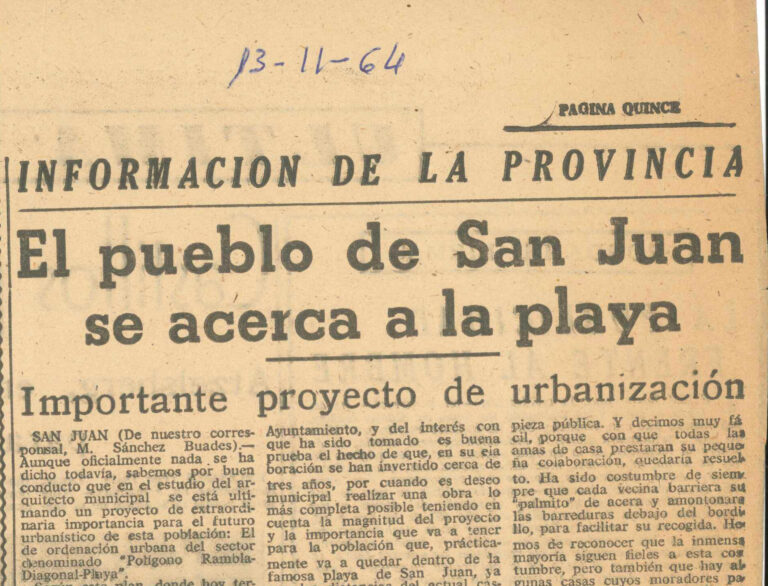 13-11-64
PAGINA QUINCE
INFORMACION DE LA PROVINCIA
El pueblo de San Juan
se acerca a la playa
Importante proyecto de urbanización
SAN JUAN (De nuestro corres-
ponsal, M. Sánchez Buades).—
Aunque oficialmente nada se ha
dicho todavía, sabemos por buen
conducto que en el estudio del ar-
quitecto municipal se está ulti-
mando un proyecto de extraordi-
naria importancia para el futuro
urbanístico de esta población: El
de ordenación urbana del sector
denominado "Polígono Rambla-
Diagonal-Playa".
donde hoy ter-
Ayuntamiento, y del interés con
que ha sido tomado es buena
prueba el hecho de que, en su ela
boración se han invertido cerca de
tres años, por cuando es deseo
municipal realizar una obra lo
más completa posible teniendo en
cuenta la magnitud del proyecto
y la importancia que va a tener
para la población que, práctica-
mente va a quedar dentro de la
famosa playa de San Juan, ya
del actual cas-
pieza pública. Y decimos muy fá
cil, porque con que todas las
amas de casa prestaran su peque
ña colaboración, quedaría resuel
to. Ha sido costumbre de siem
pre que cada vecina barriera su
"palmito" de acera y amontonara
las barreduras debajo del bordi
llo, para facilitar su recogida. He
mos de reconocer que la inmensa
mayoría siguen fieles a esta cos
tumbre, pero también que hay al
gunas casas cuyos moradores pa